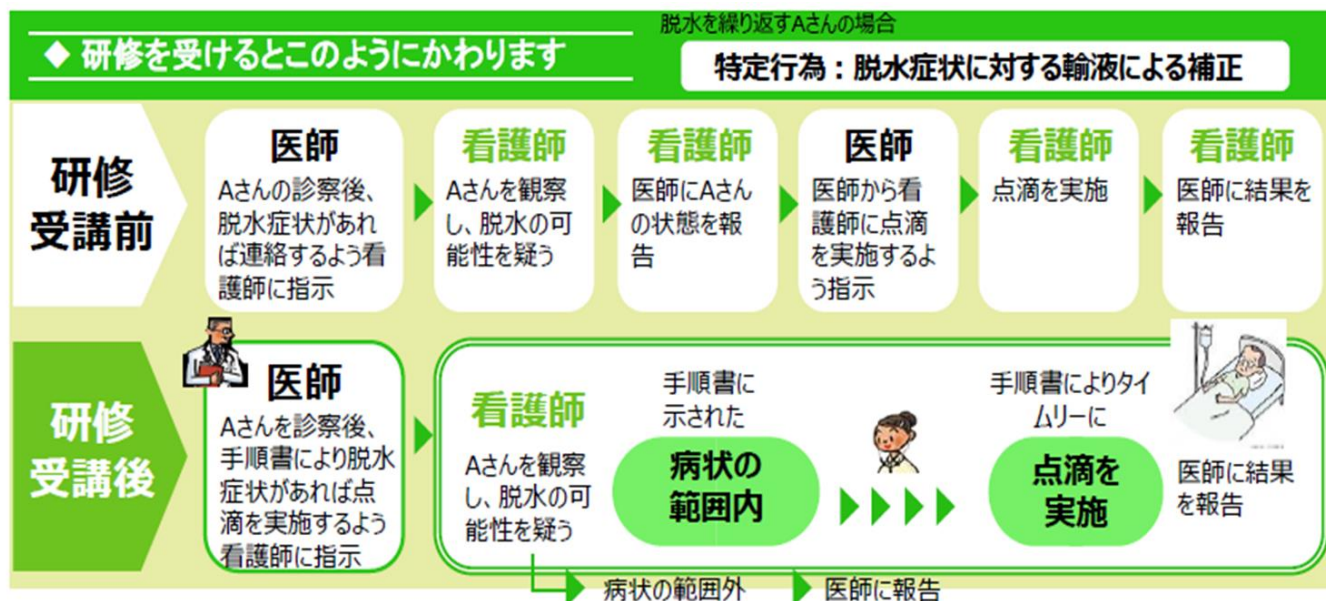 脱水を繰り返すAさんの場合
◆ 研修を受けるとこのようにかわります
特定行為：脱水症状に対する輸液による補正
研修
受講前
医師
Aさんの診察後、
脱水症状があれ
ば連絡するよう看
護師に指示
看護師
Aさんを観察
し、脱水の可
能性を疑う
看護師
医師にAさん
の状態を報
告
医師
医師から看
護師に点滴
を実施するよ
う指示
看護師
点滴を実施
看護師
医師に結果を
報告
研修
受講後
医師
Aさんを診察後、
手順書により脱水
症状があれば点
滴を実施するよう
看護師に指示
看護師
Aさんを観察
し、脱水の可
能性を疑う
手順書に
示された
病状の
範囲内
手順書によりタイ
ムリーに
点滴を
実施
医師に結果
を報告
病状の範囲外
医師に報告